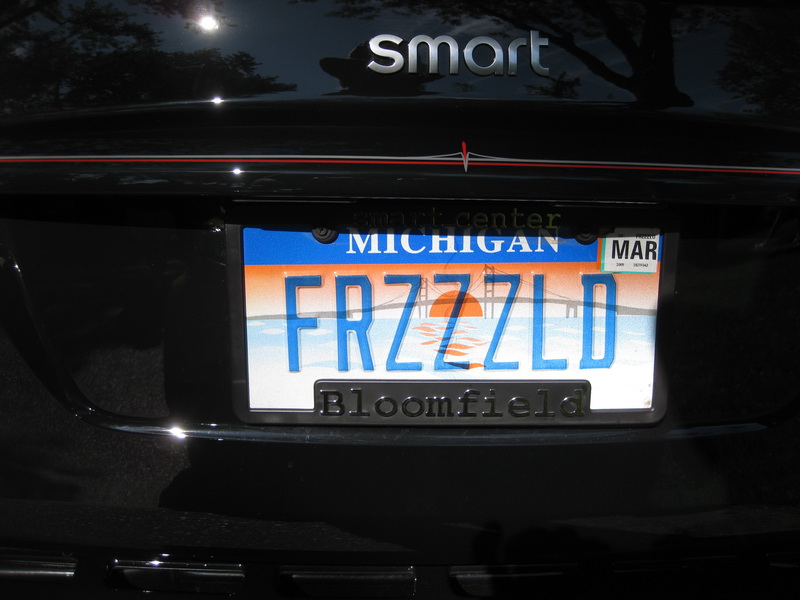 smart
smart center
MICHIGAN
MAR
FRZZZLD
Bloomfield